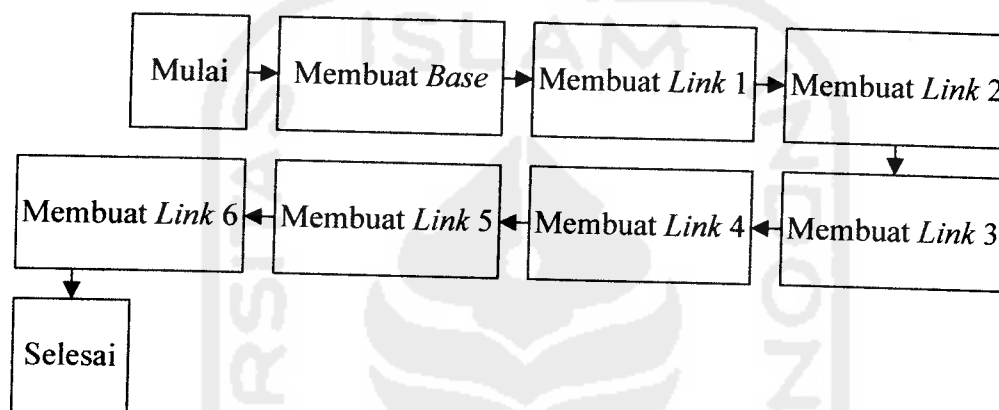 Mulai
Membuat Base
Membuat Link 1
Membuat Link 2
Membuat Link 3
Membuat Link 4
Membuat Link 5
Membuat Link 6
Selesai
ISLAM